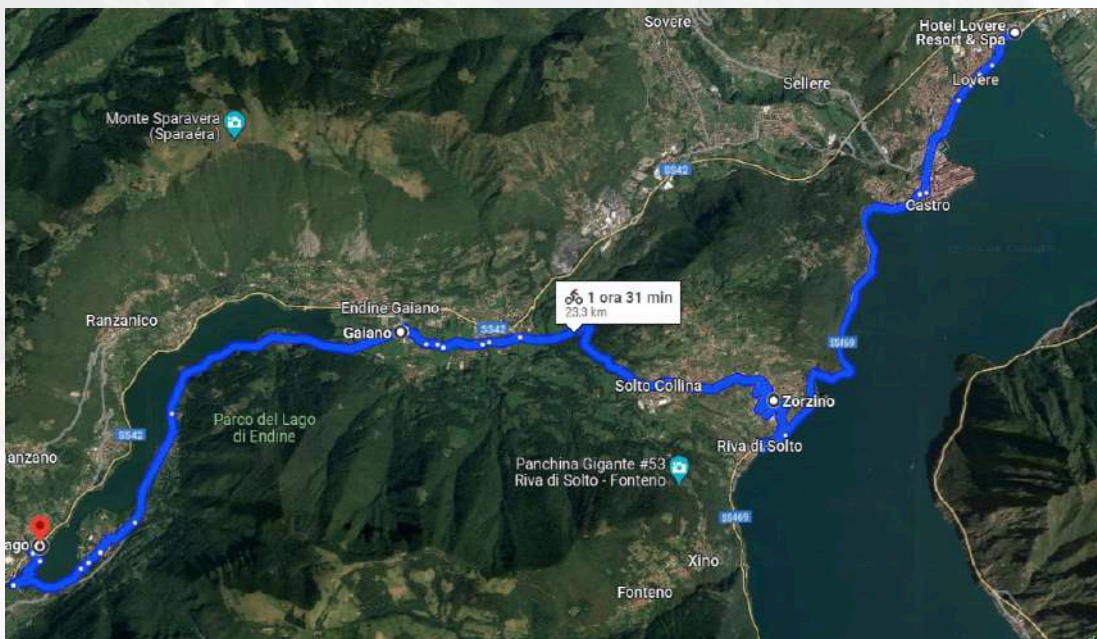 Sovere
Hotel Lovere
Resort & Spa
Lovere
Sellere
Monte Sparavera
(Sparaéra)
SS42
Castro
1 ora 31 min
23,3 km
Endine Gaiano
Ranzanico
Gaiano
SS42
SS469
Solto Collina
Zorzino
Parco del Lago
di Endine
SS42
Riva di Solto
Panchina Gigante #53
Riva di Solto - Fonteno
SS469
Xino
Fonteno